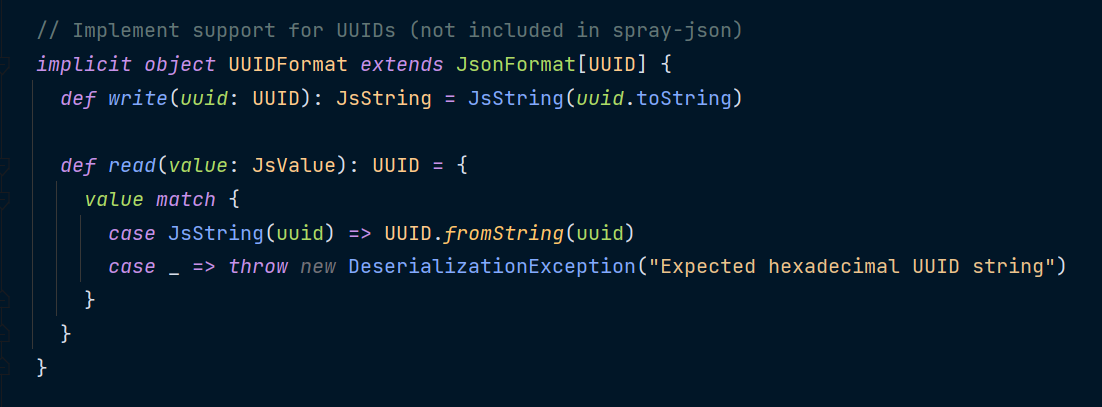 // Implement support for UUIDs (not included in spray-json)
implicit object UUIDFormat extends JsonFormat[UUID] {
  def write(uuid: UUID): JsString = JsString(uuid.toString)

  def read(value: JsValue): UUID = {
    value match {
      case JsString(uuid) => UUID.fromString(uuid)
      case _ => throw new DeserializationException("Expected hexadecimal UUID string")
    }
  }
}